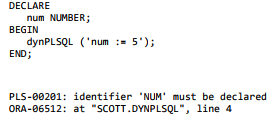 DECLARE
num NUMBER;
BEGIN
dynPLSQL ('num := 5');
END;
PLS-00201: identifier 'NUM' must be declared
ORA-06512: at "SCOTT.DYNPLSQL", line 4